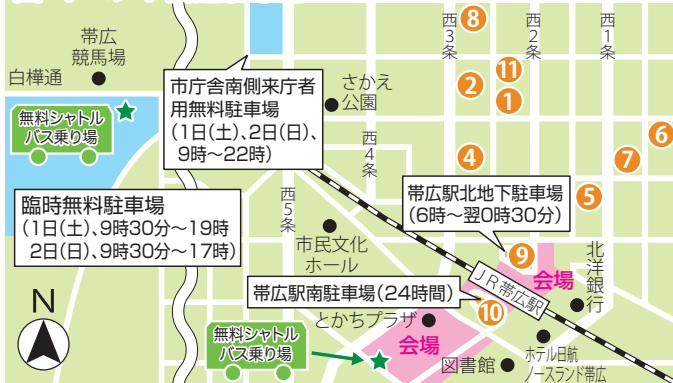 西3条
西2条
西1条
8
帯広
競馬場
白樺通
無料シャトル
バス乗り場
市庁舎南側来庁者
用無料駐車場
(1日(土)、2日(日)、
9時～22時)
さかえ
公園
11
2
1
6
7
4
5
西4条
西5条
臨時無料駐車場
(1日(土)、9時30分～19時
2日(日)、9時30分～17時)
帯広駅北地下駐車場
(6時～翌0時30分)
市民文化
ホール
9
会場
北洋銀行
JR帯広駅
帯広駅南駐車場(24時間)
10
とかちプラザ
会場
N
無料シャトル
バス乗り場
図書館
ホテル日航
ノースランド帯広